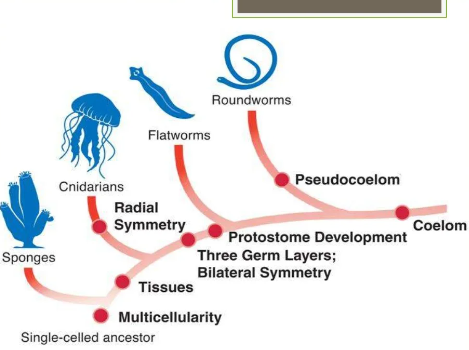 Roundworms
Flatworms
Pseudocoelom
Cnidarians
Radial
Symmetry
Coelom
Protostome Development
Sponges
Three Germ Layers;
Bilateral Symmetry
Tissues
Multicellularity
Single-celled ancestor